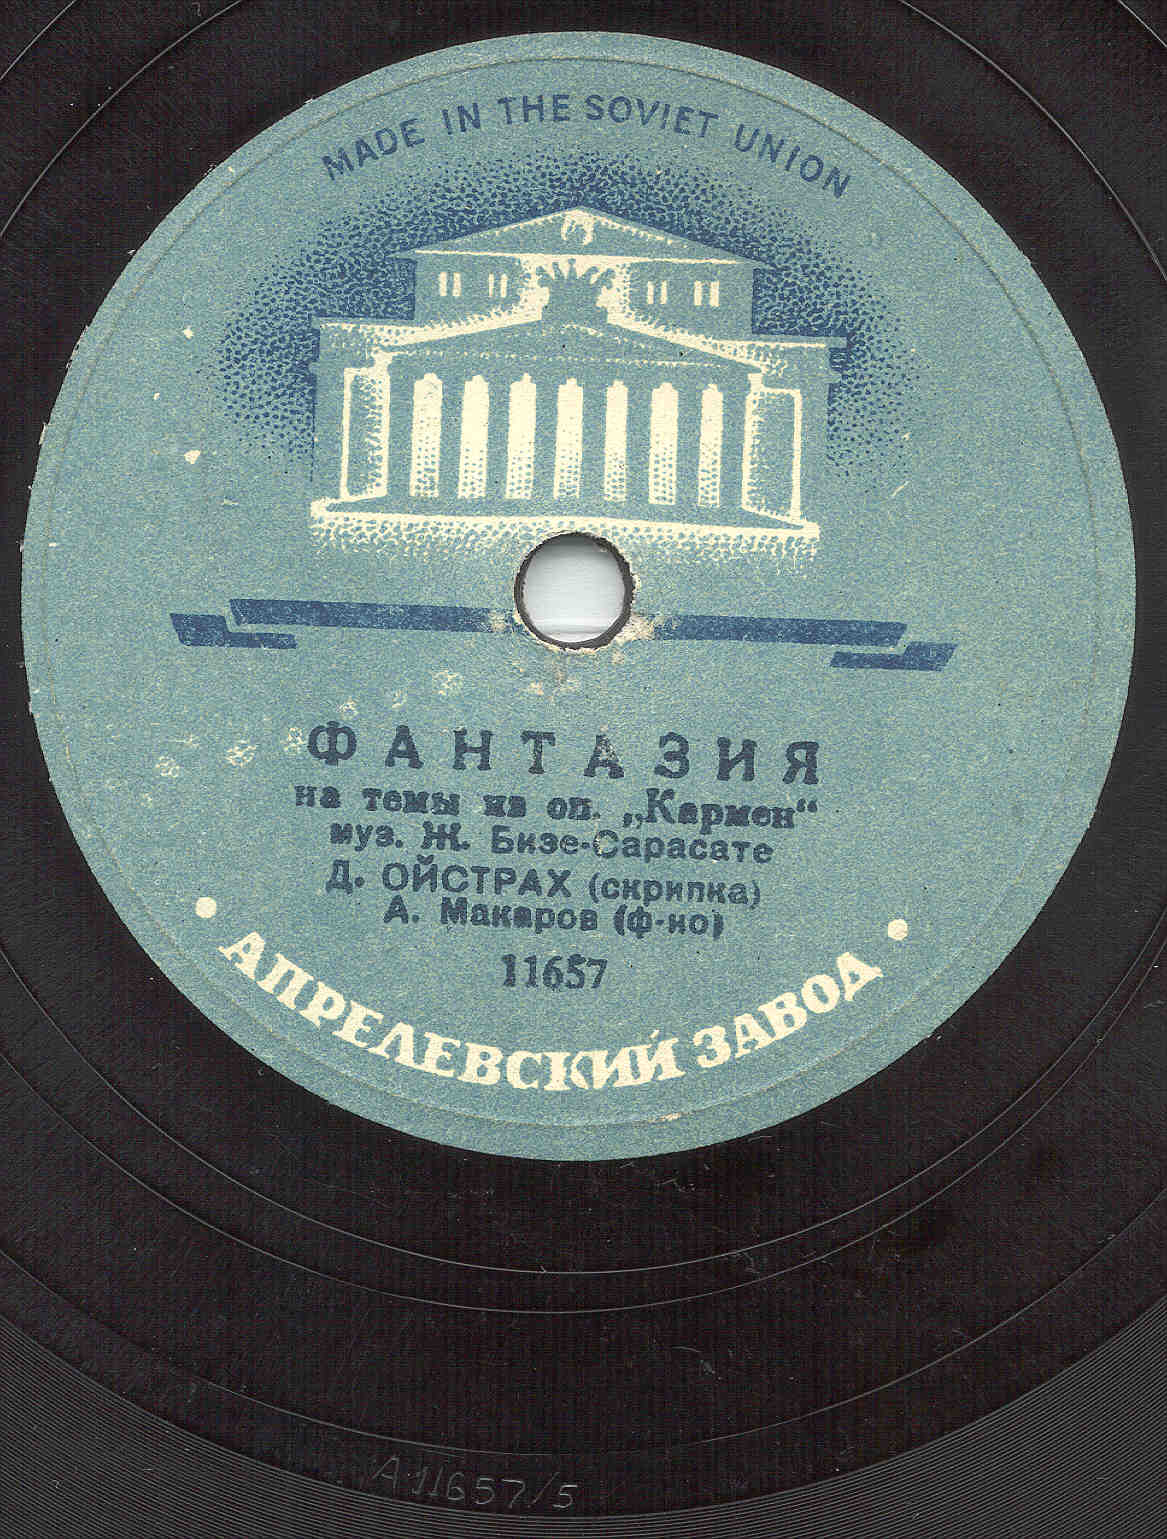 MADE IN THE SOVIET UNION
ФАНТАЗИЯ
на темы из оп. „Кармен“
муз. Ж. Бизе-Сарасате
Д. ОЙСТРАХ (скрипка)
А. Макаров (ф-но)
11657
• АПРЕЛЕВСКИЙ ЗАВОД •
A 11657/5